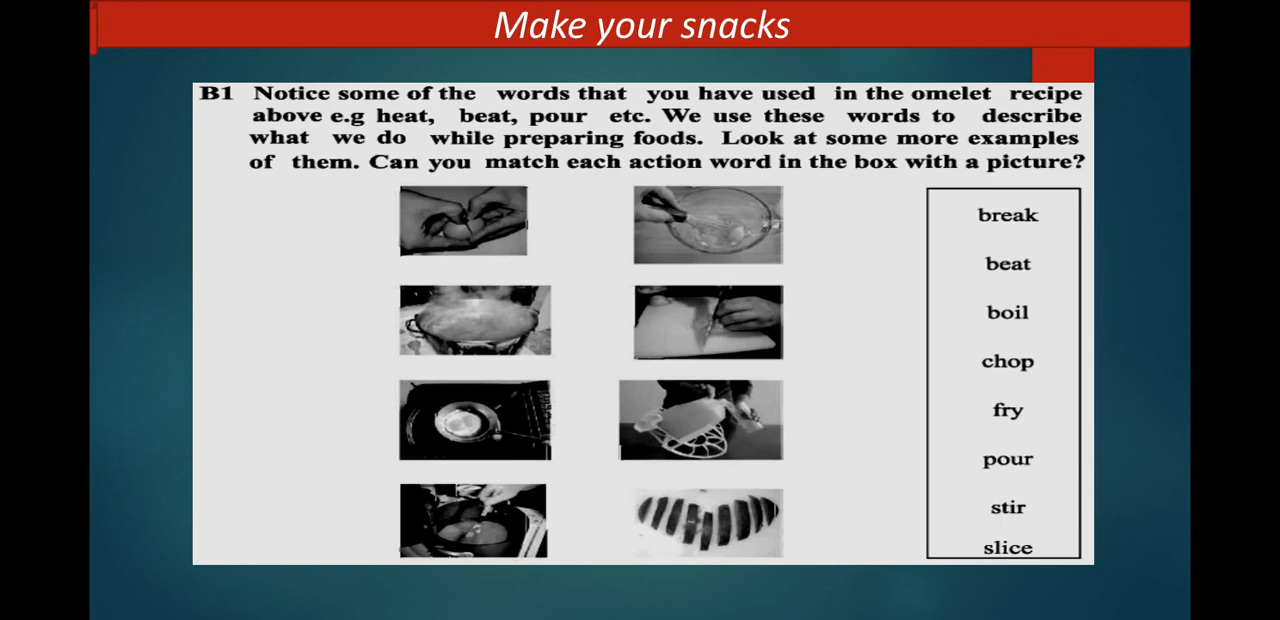 Make your snacks
B1 Notice some of the words that you have used in the omelet recipe
above e.g heat, beat, pour etc. We use these words to describe
what we do while preparing foods. Look at some more examples
of them. Can you match each action word in the box with a picture?
break
beat
boil
chop
fry
pour
stir
slice